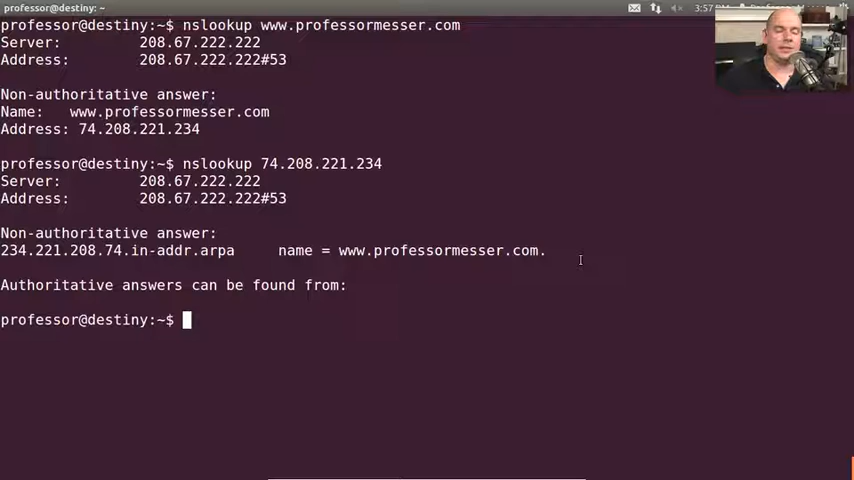 professor@destiny: ~
3:57
professor@destiny:~$ nslookup www.professormesser.com
Server:		208.67.222.222
Address:	208.67.222.222#53
Non-authoritative answer:
Name:	www.professormesser.com
Address: 74.208.221.234
professor@destiny:~$ nslookup 74.208.221.234
Server:		208.67.222.222
Address:	208.67.222.222#53
Non-authoritative answer:
234.221.208.74.in-addr.arpa	name = www.professormesser.com.
Authoritative answers can be found from:
professor@destiny:~$